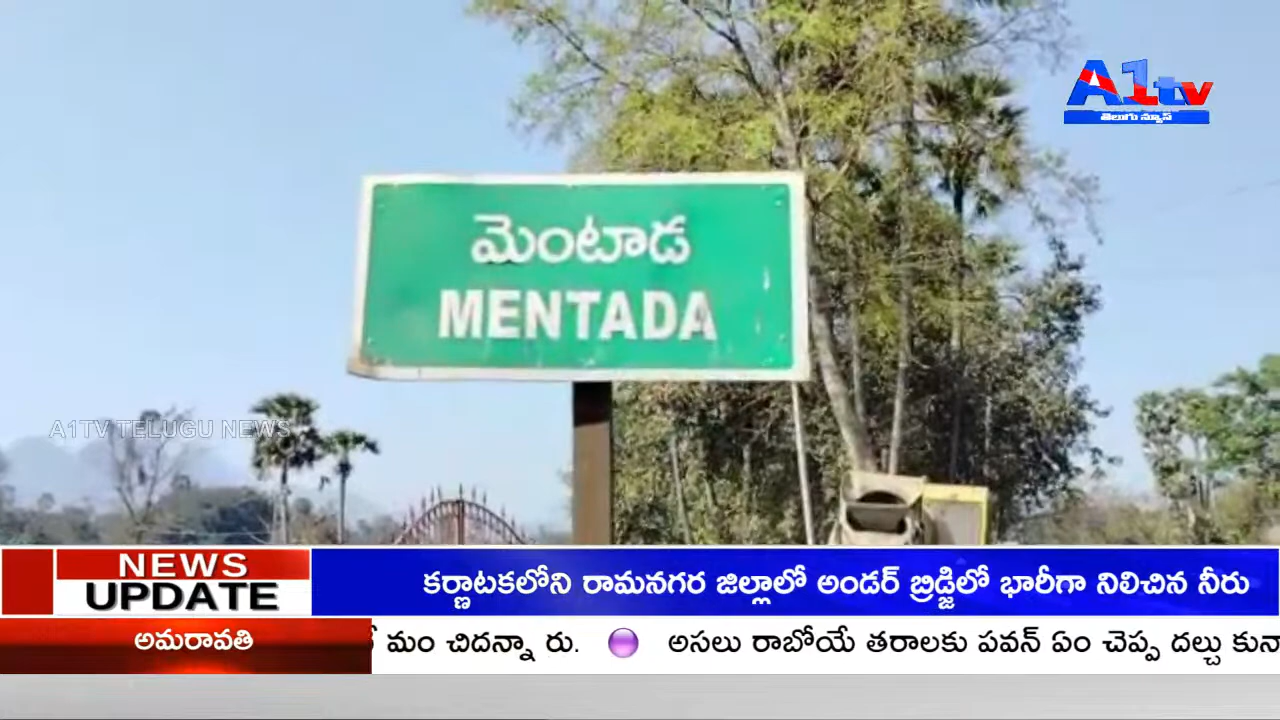 A1tv
తెలుగు న్యూస్
మెంటాడ
MENTADA
A1TV TELUGU NEWS
NEWS
UPDATE
కర్ణాటకలోని రామనగర జిల్లాలో అండర్ బ్రిడ్జిలో భారీగా నిలిచిన నీరు
అమరావతి
మం చిదన్నా రు. అసలు రాబోయే తరాలకు పవన్ ఏం చెప్ప దల్చు కునా